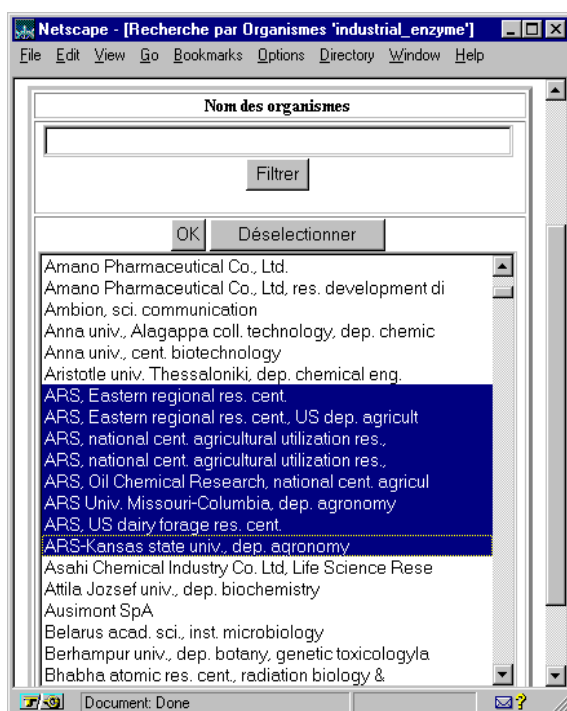 Netscape - [Recherche par Organismes 'industrial_enzyme']
File Edit View Go Bookmarks Options Directory Window Help
Nom des organismes
Filtrer
OK Déselectionner
Amano Pharmaceutical Co., Ltd.
Amano Pharmaceutical Co., Ltd, res. development di
Ambion, sci. communication
Anna univ., Alagappa coll. technology, dep. chemic
Anna univ., cent. biotechnology
Aristotle univ. Thessaloniki, dep. chemical eng.
ARS, Eastern regional res. cent.
ARS, Eastern regional res. cent., US dep. agricult
ARS, national cent. agricultural utilization res.,
ARS, national cent. agricultural utilization res.,
ARS, Oil Chemical Research, national cent. agricul
ARS Univ. Missouri-Columbia, dep. agronomy
ARS, US dairy forage res. cent.
ARS-Kansas state univ., dep. agronomy
Asahi Chemical Industry Co. Ltd, Life Science Rese
Attila Jozsef univ., dep. biochemistry
Ausimont SpA
Belarus acad. sci., inst. microbiology
Berhampur univ., dep. botany, genetic toxicologyla
Bhabha atomic res. cent., radiation biology &
Document: Done